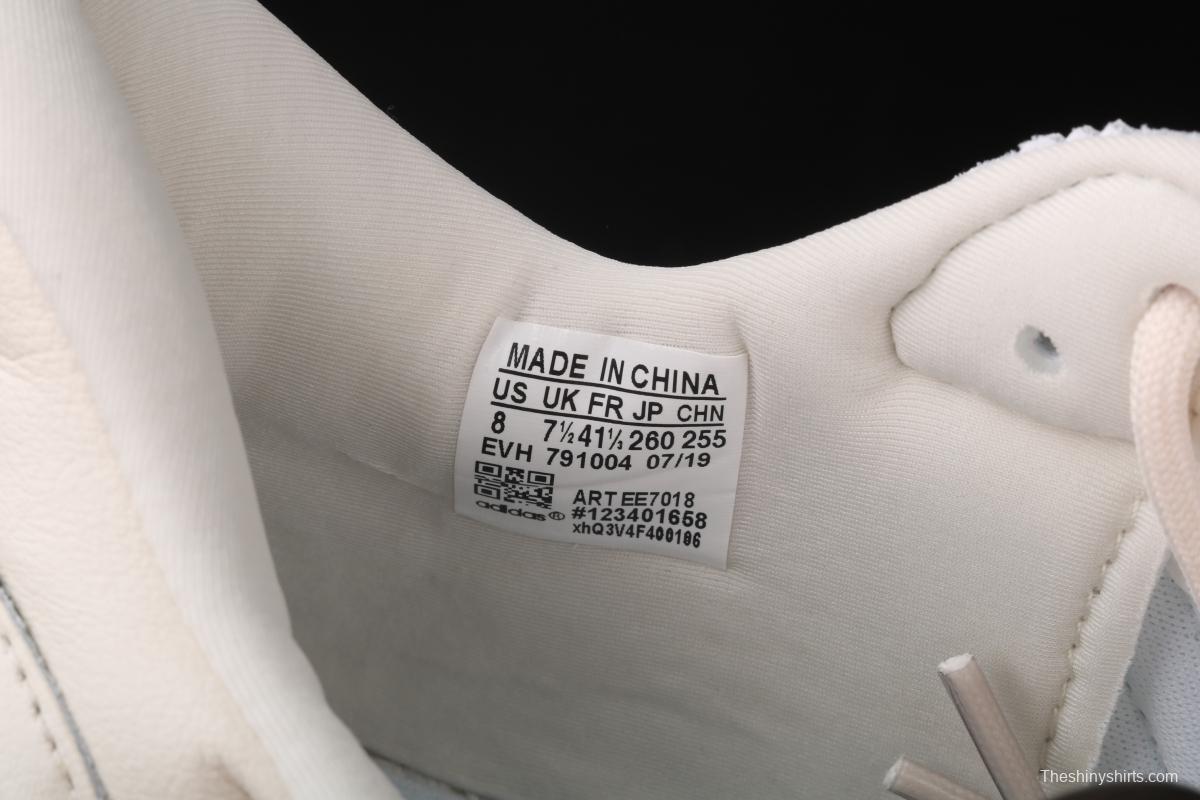 MADE IN CHINA
US UK FR JP CHN
8 7½ 41⅓ 260 255
EVH 791004 07/19
ART EE7018
#123401658
adidas®
xhQ3V4F400186
Theshinyshirts.com